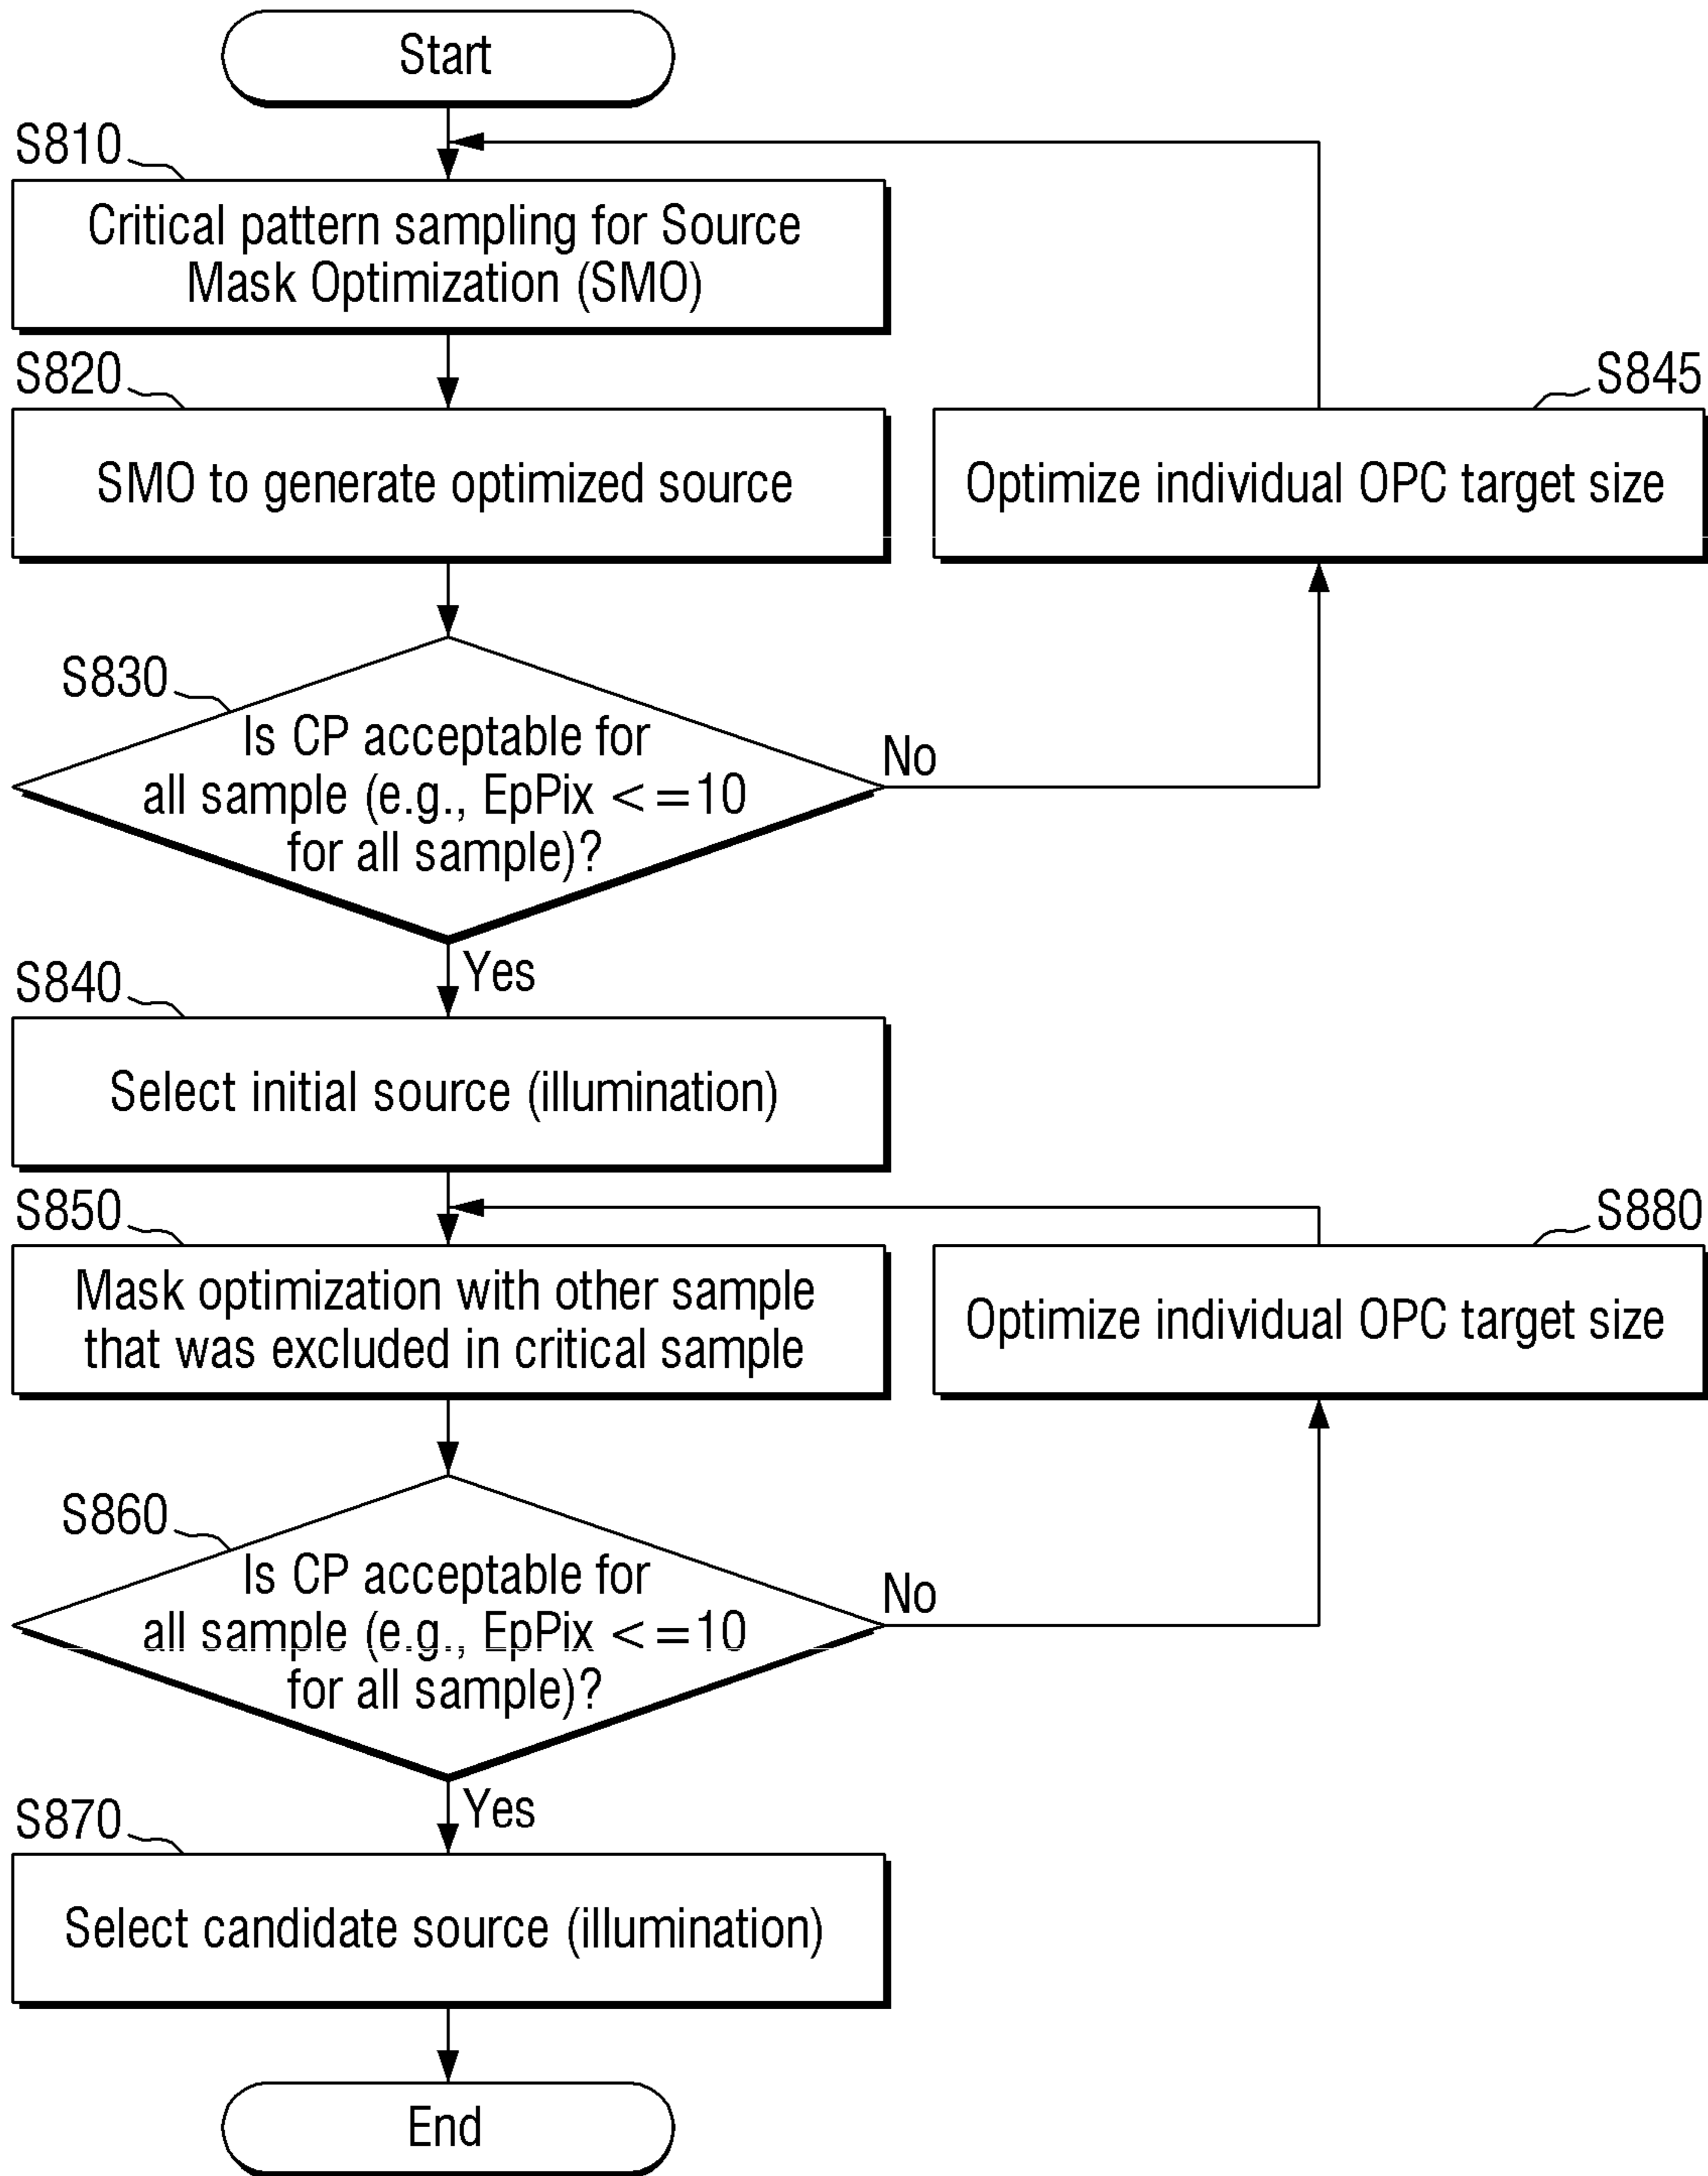 Start
S810
Critical pattern sampling for Source
Mask Optimization (SMO)
S820
SMO to generate optimized source
S845
Optimize individual OPC target size
S830
Is CP acceptable for
all sample (e.g., EpPix <=10
for all sample)?
No
Yes
S840
Select initial source (illumination)
S850
Mask optimization with other sample
that was excluded in critical sample
S880
Optimize individual OPC target size
S860
Is CP acceptable for
all sample (e.g., EpPix <=10
for all sample)?
No
Yes
S870
Select candidate source (illumination)
End